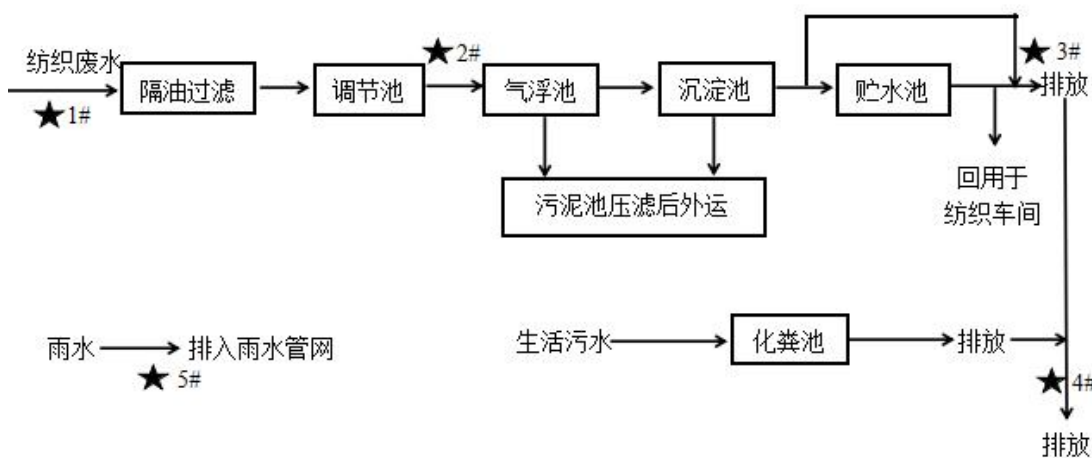 纺织废水
★1#
隔油过滤
调节池
★2#
气浮池
沉淀池
贮水池
★3#
排放
回用于
纺织车间
污泥池压滤后外运
雨水
排入雨水管网
★5#
生活污水
化粪池
排放
★4#
排放